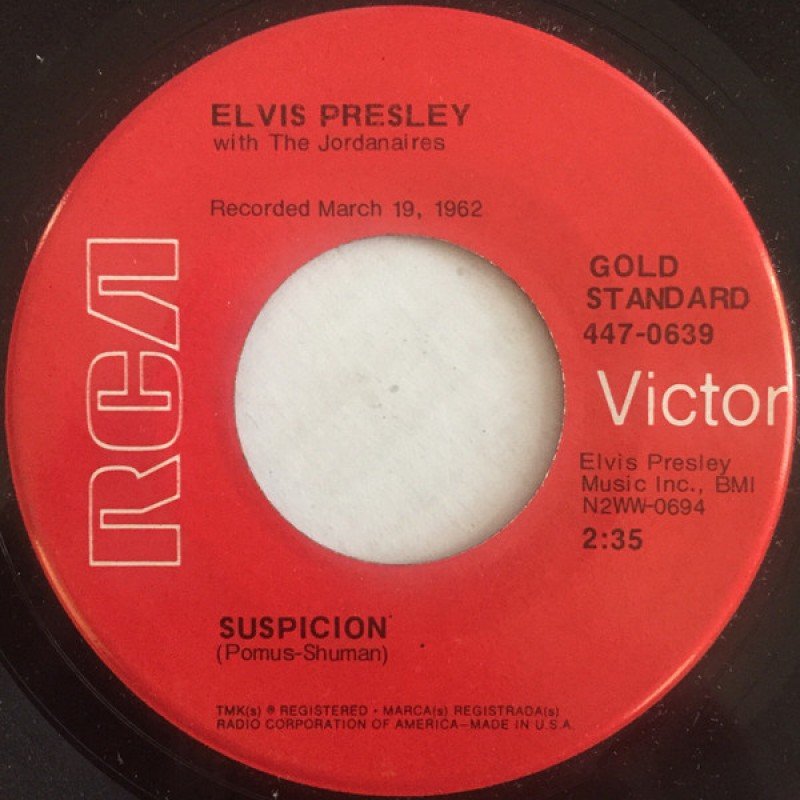 ELVIS PRESLEY
with The Jordanaires
Recorded March 19, 1962
RCA
GOLD
STANDARD
447-0639
Victor
Elvis Presley
Music Inc., BMI
N2WW-0694
2:35
SUSPICION
(Pomus-Shuman)
TMK(s) ® REGISTERED • MARCA(s) REGISTRADA(s)
RADIO CORPORATION OF AMERICA—MADE IN U.S.A.